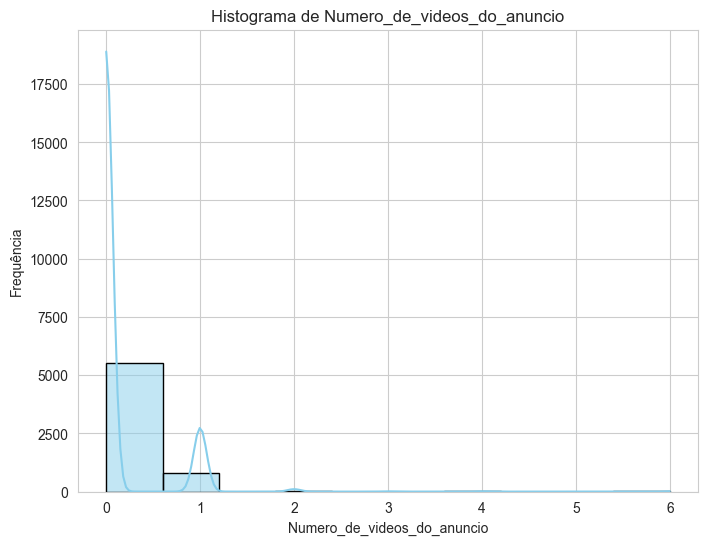 Histograma de Numero_de_videos_do_anuncio
Frequência
17500
15000
12500
10000
7500
5000
2500
0
0 1 2 3 4 5 6
Numero_de_videos_do_anuncio